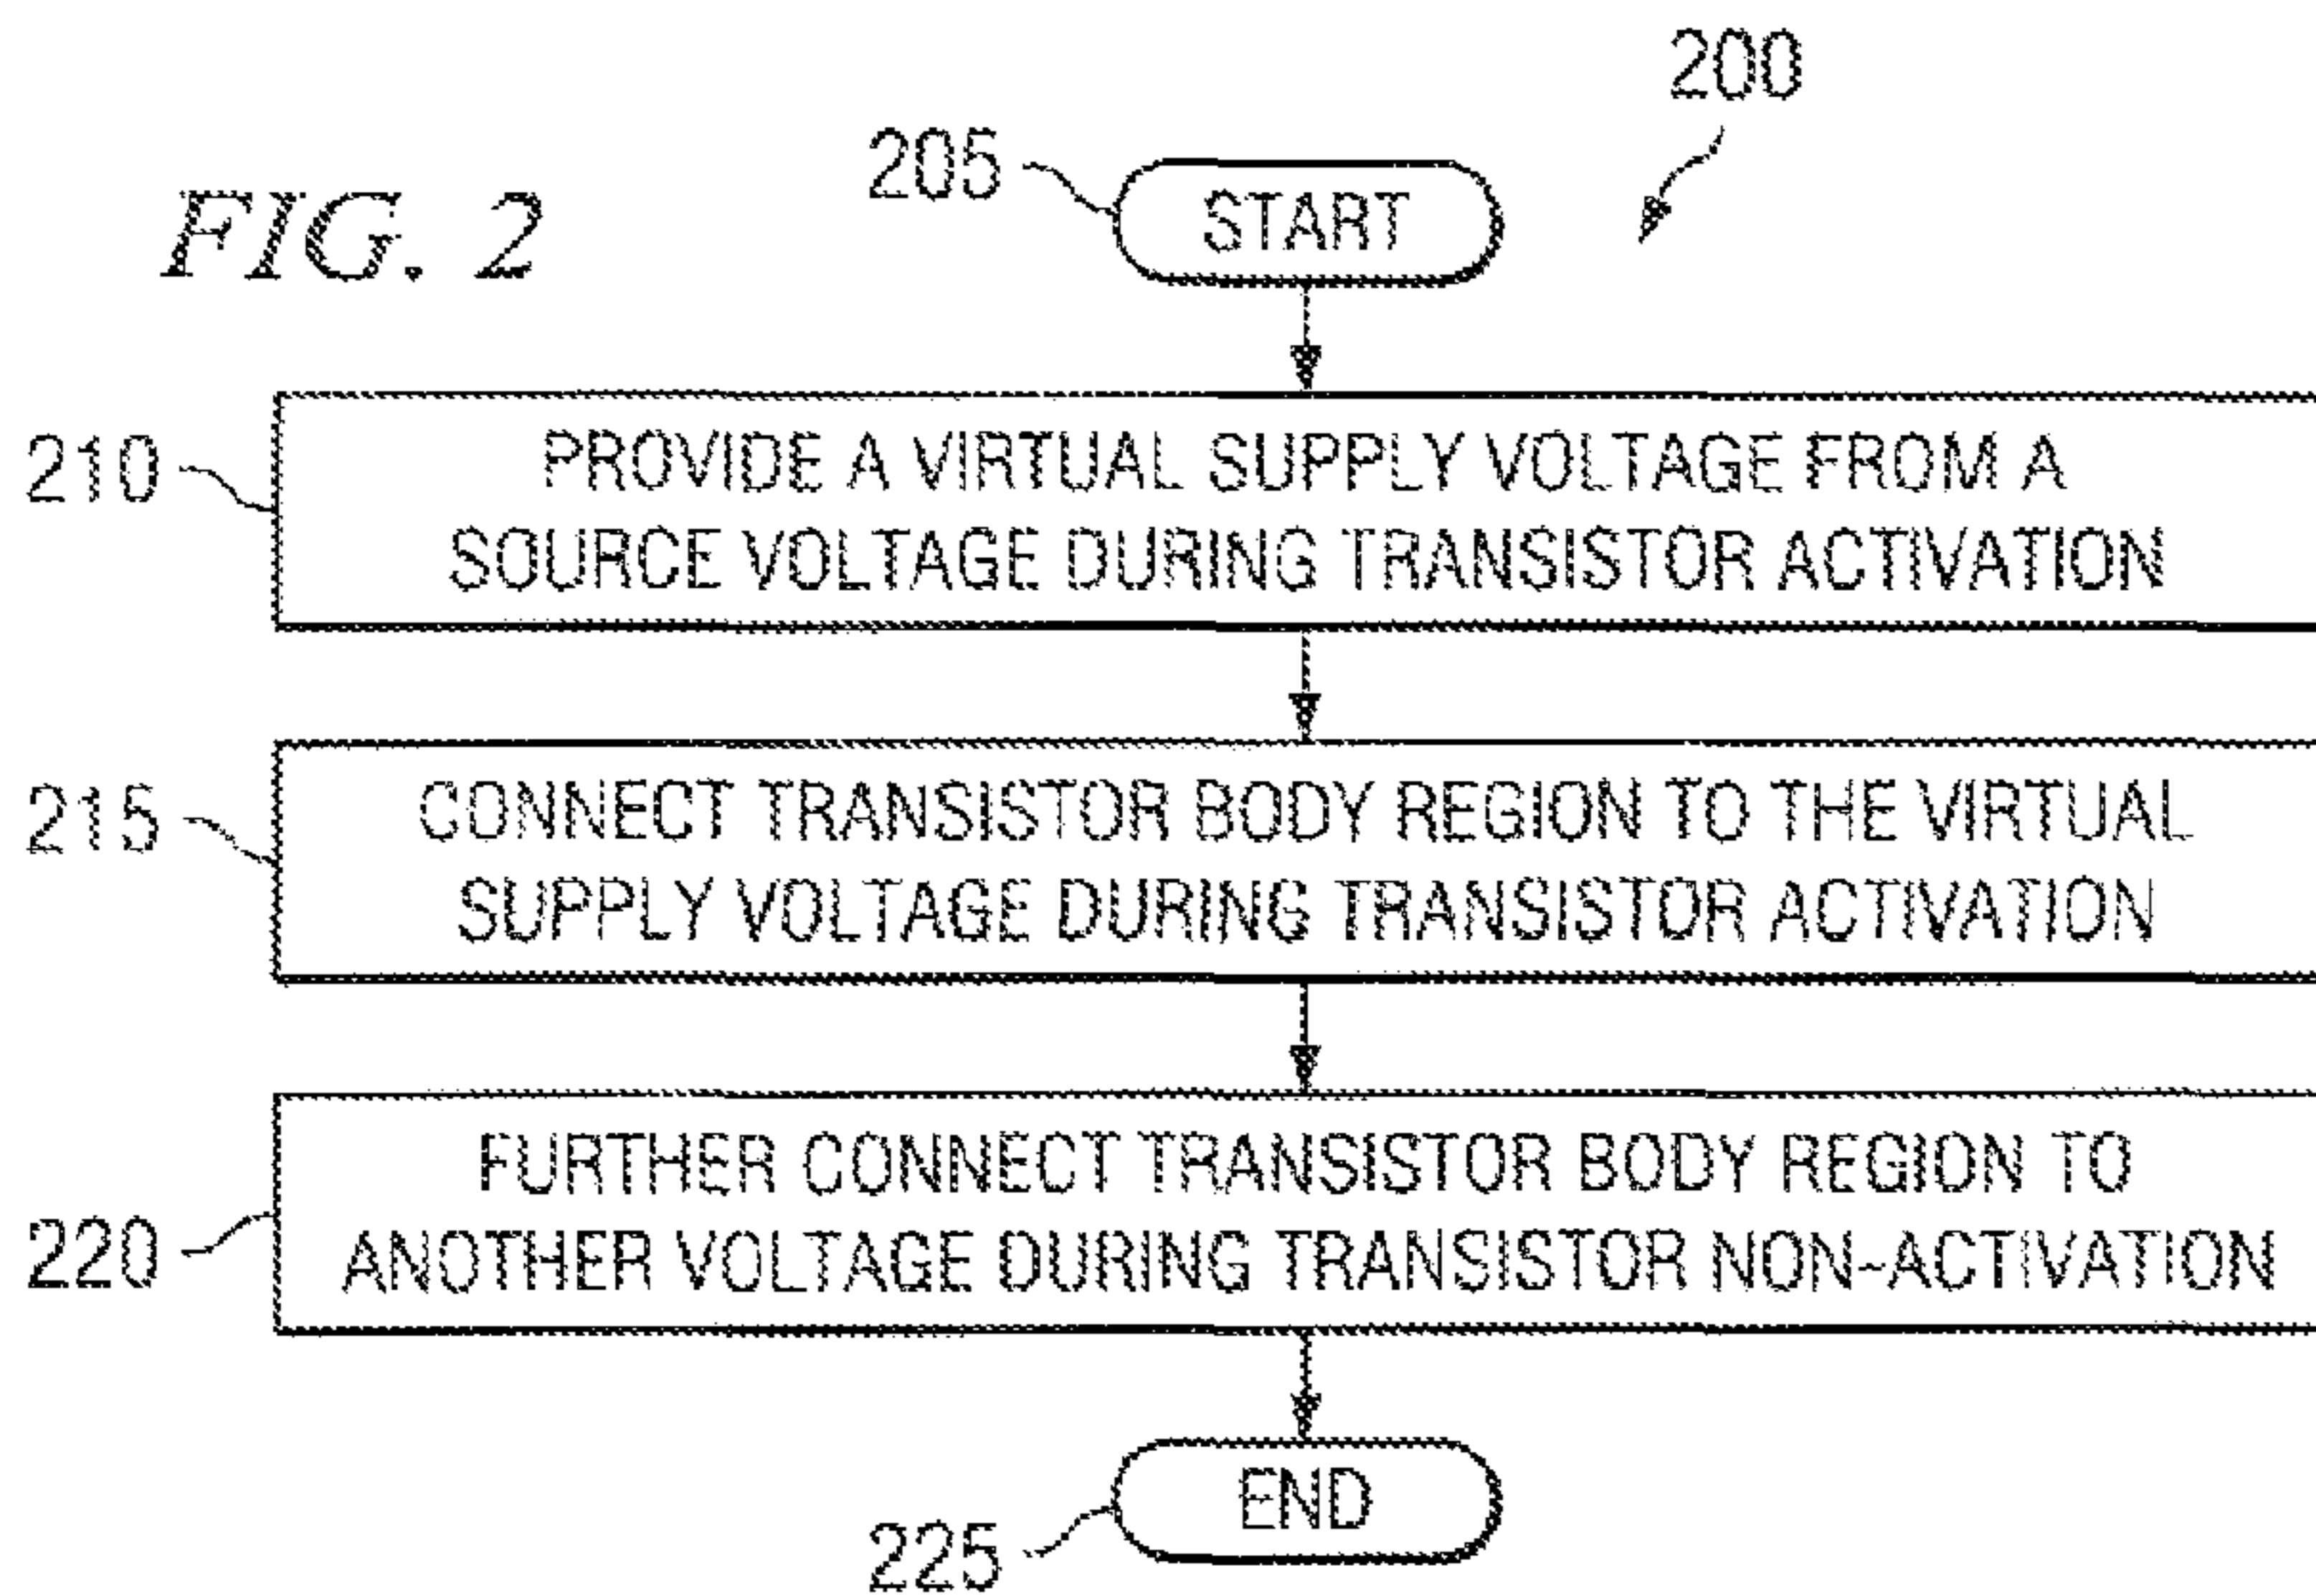 200
205
START
FIG. 2
210
PROVIDE A VIRTUAL SUPPLY VOLTAGE FROM A
SOURCE VOLTAGE DURING TRANSISTOR ACTIVATION
215
CONNECT TRANSISTOR BODY REGION TO THE VIRTUAL
SUPPLY VOLTAGE DURING TRANSISTOR ACTIVATION
220
FURTHER CONNECT TRANSISTOR BODY REGION TO
ANOTHER VOLTAGE DURING TRANSISTOR NON-ACTIVATION
END
225